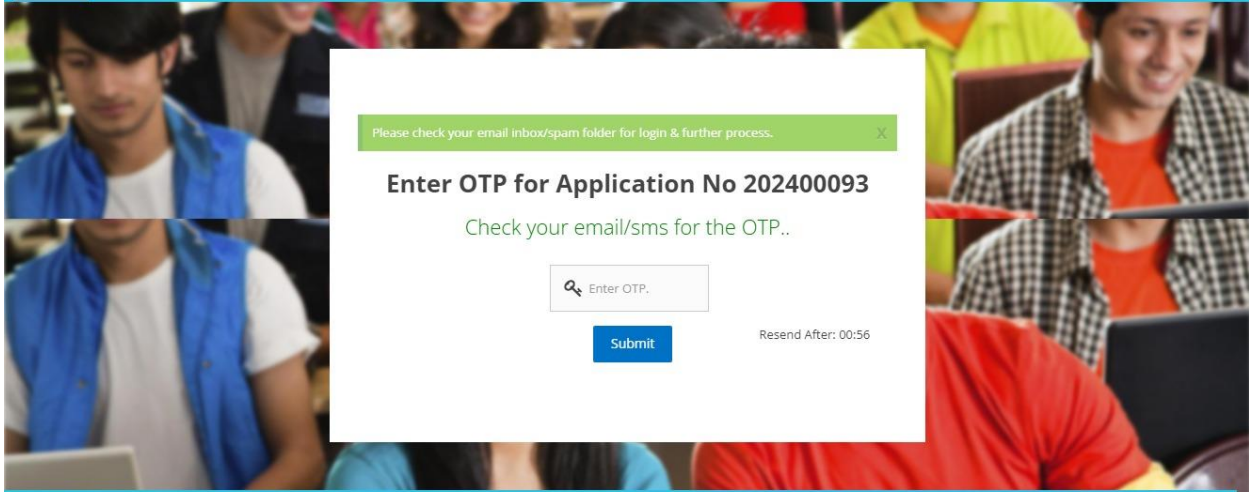 Please check your email inbox/spam folder for login & further process. X
Enter OTP for Application No 202400093
Check your email/sms for the OTP..
Enter OTP.
Submit
Resend After: 00:56